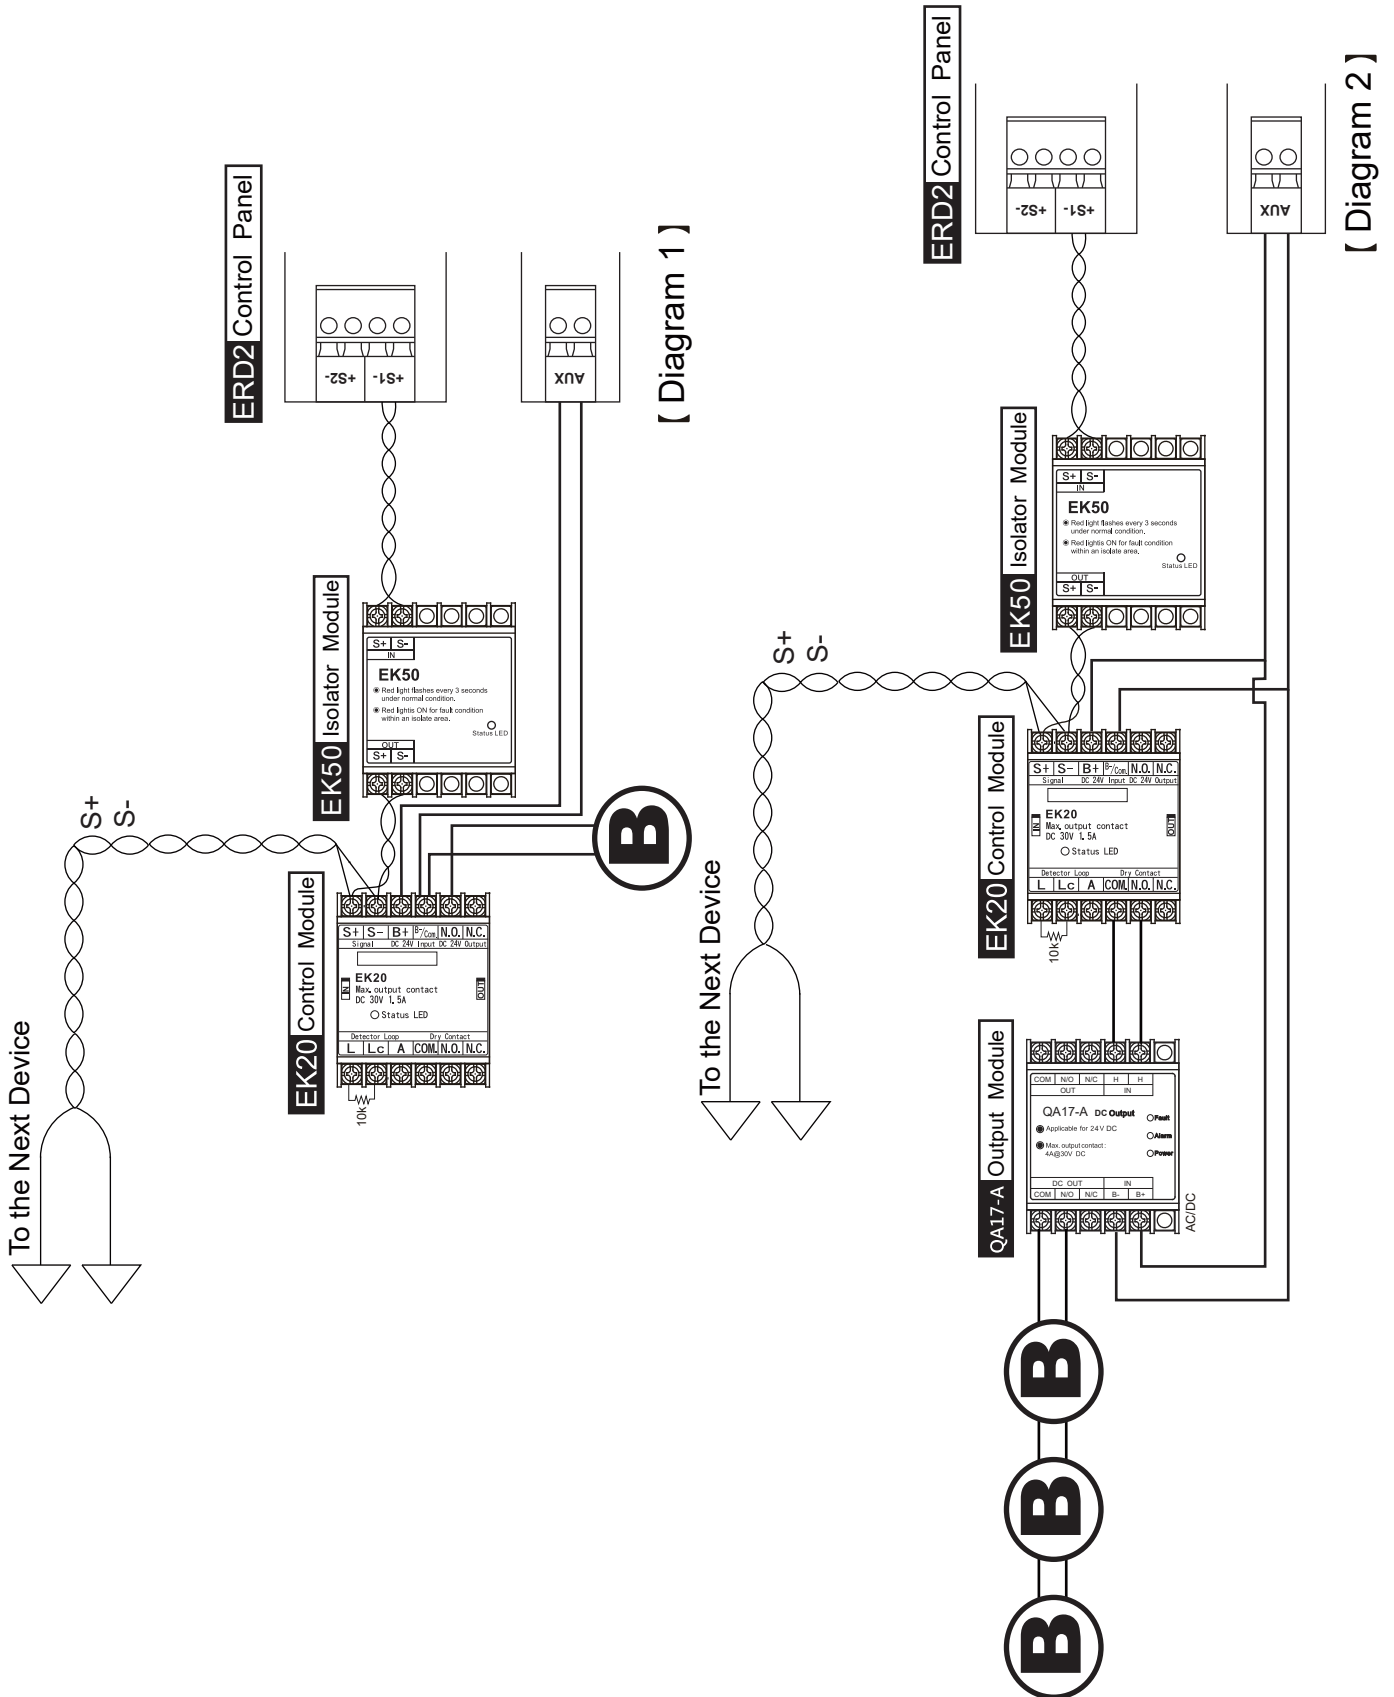 ERD2 Control Panel
+S2-
+S1-
AUX
【 Diagram 1 】
EK50 Isolator Module
S+ S-
IN
EK50
Red light flashes every 3 seconds
under normal condition.
Red lightis ON for fault condition
within an isolate area.
Status LED
OUT
S+ S-
S+
S-
To the Next Device
B
EK20 Control Module
S+ S- B+ B-/Com. N.O. N.C.
Signal DC 24V Input DC 24V Output
EK20
Max. output contact
DC 30V 1.5A
IN
OUT
Status LED
Detector Loop Dry Contact
L Lc A COM. N.O. N.C.
10k
ERD2 Control Panel
+S2-
+S1-
AUX
【 Diagram 2 】
EK50 Isolator Module
S+ S-
IN
EK50
Red light flashes every 3 seconds
under normal condition.
Red lightis ON for fault condition
within an isolate area.
Status LED
OUT
S+ S-
S+
S-
To the Next Device
EK20 Control Module
S+ S- B+ B-/Com. N.O. N.C.
Signal DC 24V Input DC 24V Output
EK20
Max. output contact
DC 30V 1.5A
IN
OUT
Status LED
Detector Loop Dry Contact
L Lc A COM. N.O. N.C.
10k
QA17-A Output Module
COM N/O N/C H H
OUT IN
QA17-A DC Output
Applicable for 24V DC
Max. output contact :
4A@30V DC
Fault
Alarm
Power
DC OUT IN
COM N/O N/C B- B+
AC/DC
B
B
B